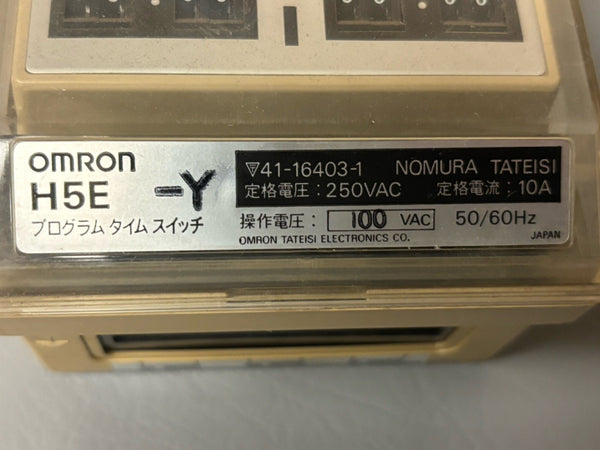 OMRON
H5E -Y
プログラム タイム スイッチ
▽41-16403-1 NOMURA TATEISI
定格電圧：250VAC 定格電流：10A
操作電圧： 100 VAC 50/60Hz
OMRON TATEISI ELECTRONICS CO. JAPAN